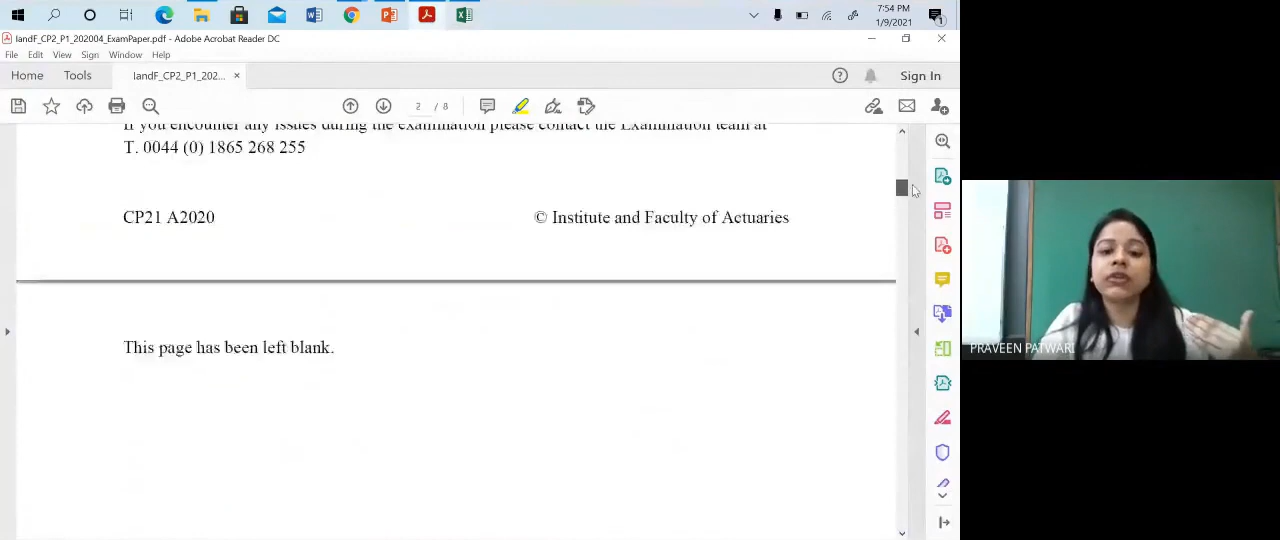 7:54 PM
1/9/2021
IandF_CP2_P1_202004_ExamPaper.pdf - Adobe Acrobat Reader DC
File Edit View Sign Window Help
Home Tools IandF_CP2_P1_202... × Sign In
2 / 8
If you encounter any issues during the examination please contact the Examination team at
T. 0044 (0) 1865 268 255
CP21 A2020 © Institute and Faculty of Actuaries
This page has been left blank.
PRAVEEN PATWARI